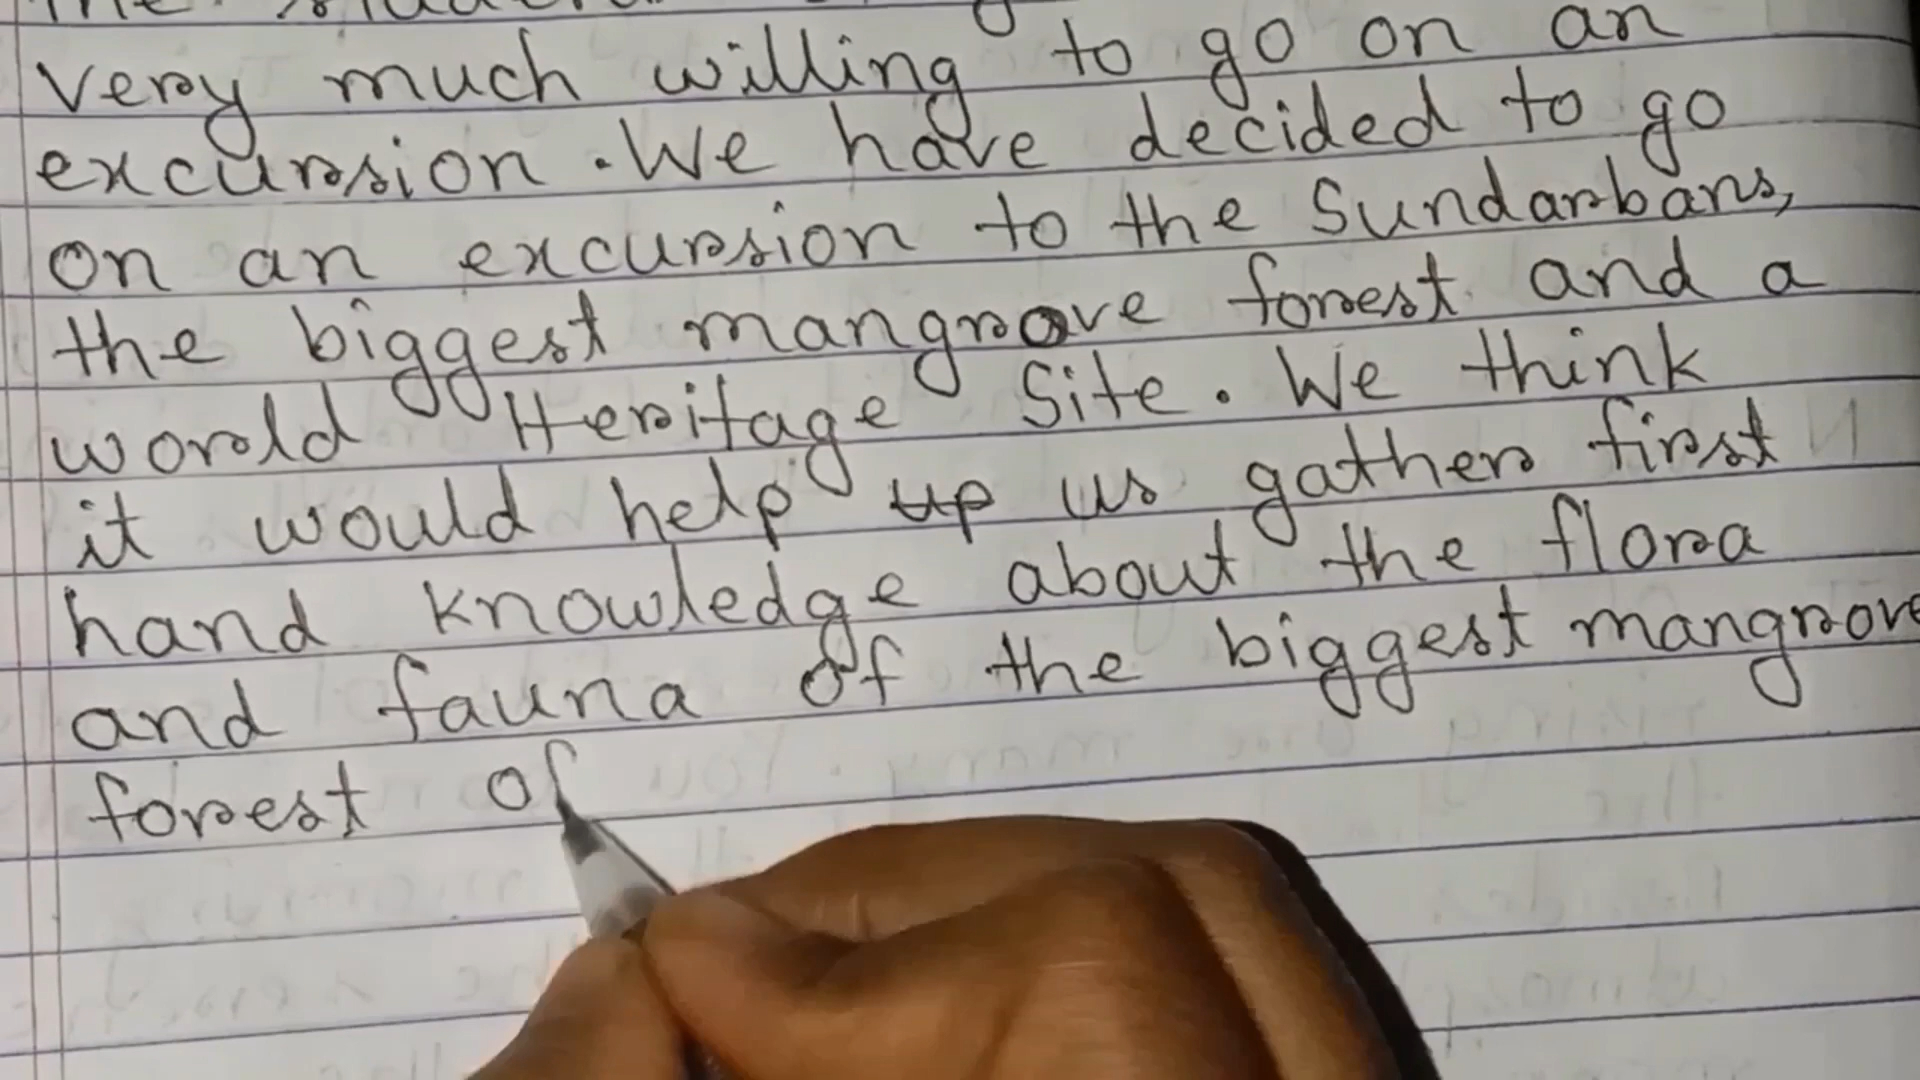 very much willing to go on an
excursion. We have decided to go
on an excursion to the Sundarbans,
the biggest mangrove forest and a
world Heritage Site. We think
it would help up us gather first
hand knowledge about the flora
and fauna of the biggest mangrove
forest of